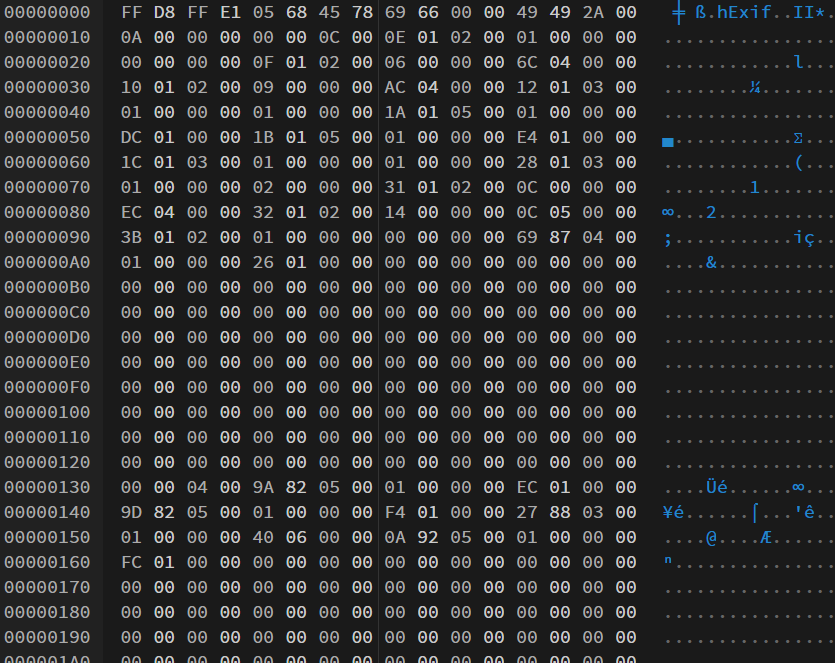 00000000 FF D8 FF E1 05 68 45 78 69 66 00 00 49 49 2A 00 ╪ ß.hExif..II*.
00000010 0A 00 00 00 00 00 0C 00 0E 01 02 00 01 00 00 00 ................
00000020 00 00 00 00 0F 01 02 00 06 00 00 00 6C 04 00 00 ............l...
00000030 10 01 02 00 09 00 00 00 AC 04 00 00 12 01 03 00 ........¼.......
00000040 01 00 00 00 01 00 00 00 1A 01 05 00 01 00 00 00 ................
00000050 DC 01 00 00 1B 01 05 00 01 00 00 00 E4 01 00 00 ▄...........Σ...
00000060 1C 01 03 00 01 00 00 00 01 00 00 00 28 01 03 00 ............(...
00000070 01 00 00 00 02 00 00 00 31 01 02 00 0C 00 00 00 ........1.......
00000080 EC 04 00 00 32 01 02 00 14 00 00 00 0C 05 00 00 ∞...2...........
00000090 3B 01 02 00 01 00 00 00 00 00 00 00 69 87 04 00 ;...........iç..
000000A0 01 00 00 00 26 01 00 00 00 00 00 00 00 00 00 00 ....&...........
000000B0 00 00 00 00 00 00 00 00 00 00 00 00 00 00 00 00 ................
000000C0 00 00 00 00 00 00 00 00 00 00 00 00 00 00 00 00 ................
000000D0 00 00 00 00 00 00 00 00 00 00 00 00 00 00 00 00 ................
000000E0 00 00 00 00 00 00 00 00 00 00 00 00 00 00 00 00 ................
000000F0 00 00 00 00 00 00 00 00 00 00 00 00 00 00 00 00 ................
00000100 00 00 00 00 00 00 00 00 00 00 00 00 00 00 00 00 ................
00000110 00 00 00 00 00 00 00 00 00 00 00 00 00 00 00 00 ................
00000120 00 00 00 00 00 00 00 00 00 00 00 00 00 00 00 00 ................
00000130 00 00 04 00 9A 82 05 00 01 00 00 00 EC 01 00 00 ....Üé......∞...
00000140 9D 82 05 00 01 00 00 00 F4 01 00 00 27 88 03 00 ¥é......⌠...'ê..
00000150 01 00 00 00 40 06 00 00 0A 92 05 00 01 00 00 00 ....@....Æ......
00000160 FC 01 00 00 00 00 00 00 00 00 00 00 00 00 00 00 ⁿ...............
00000170 00 00 00 00 00 00 00 00 00 00 00 00 00 00 00 00 ................
00000180 00 00 00 00 00 00 00 00 00 00 00 00 00 00 00 00 ................
00000190 00 00 00 00 00 00 00 00 00 00 00 00 00 00 00 00 ................
000001A0 00 00 00 00 00 00 00 00 00 00 00 00 00 00 00 00